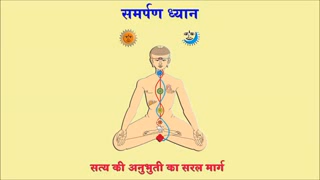 समर्पण ध्यान
सत्य की अनुभुती का सरल मार्ग